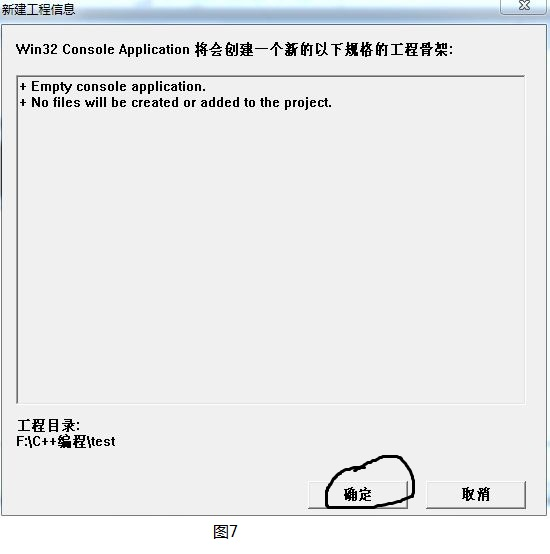 新建工程信息
Win32 Console Application 将会创建一个新的以下规格的工程骨架:
+ Empty console application.
+ No files will be created or added to the project.
工程目录:
F:\C++编程\test
确定
取消
图7